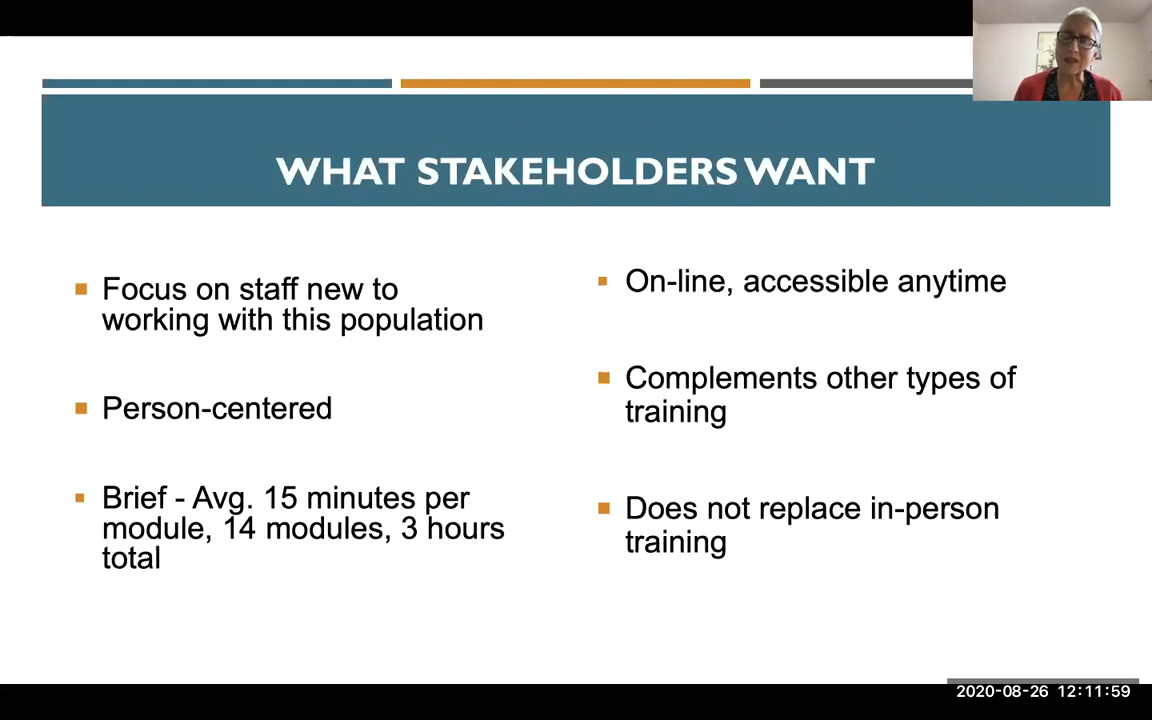 WHAT STAKEHOLDERS WANT
Focus on staff new to
working with this population
Person-centered
Brief - Avg. 15 minutes per
module, 14 modules, 3 hours
total
On-line, accessible anytime
Complements other types of
training
Does not replace in-person
training
2020-08-26 12:11:59